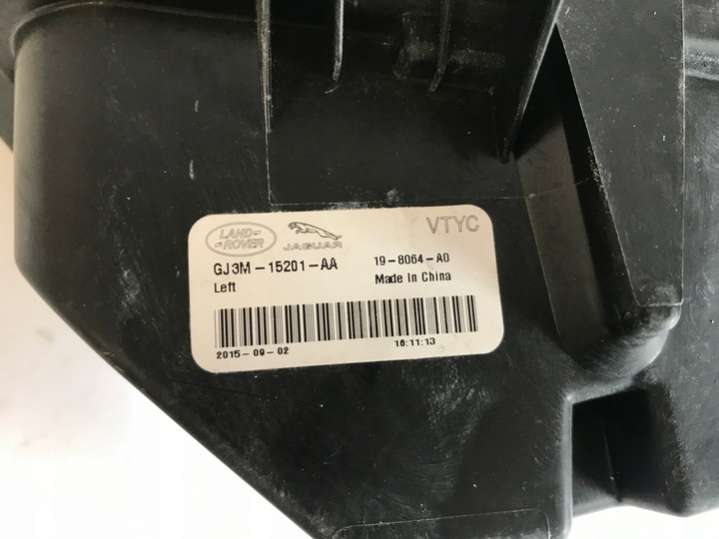 LAND
ROVER
JAGUAR
VTYC
GJ3M-15201-AA
19-8064-A0
Left
Made In China
2015-09-02
16:11:13